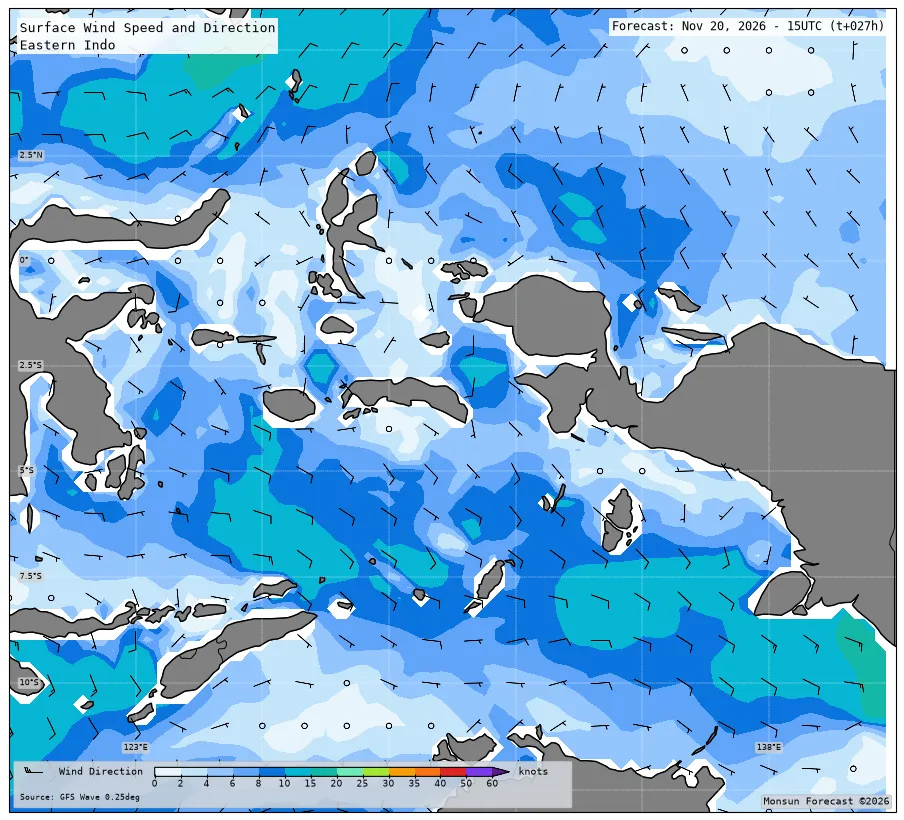 Surface Wind Speed and Direction
Eastern Indo
Forecast: Nov 20, 2026 - 15UTC (t+027h)
2.5°N
0°
2.5°S
5°S
7.5°S
10°S
123°E
138°E
Wind Direction
knots
0 2 4 6 8 10 15 20 25 30 35 40 50 60
Source: GFS Wave 0.25deg
Monsun Forecast ©2026